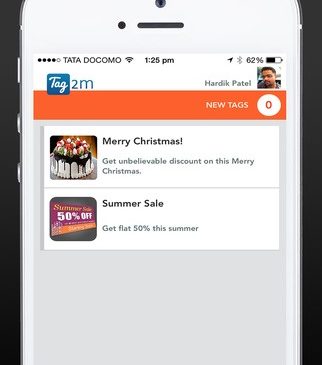 TATA DOCOMO 1:25 pm 62%
Tag2m
Hardik Patel
NEW TAGS 0
Merry Christmas!
Get unbelievable discount on this Merry
Christmas.
Summer Sale
50% OFF
Summer Sale
Get flat 50% this summer